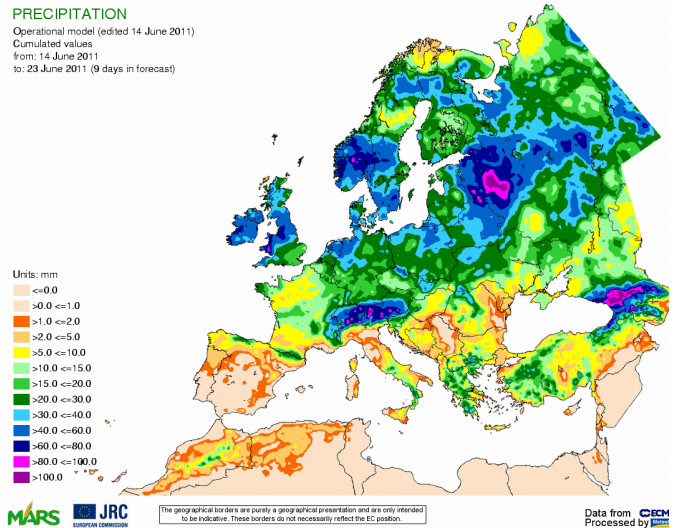 PRECIPITATION
Operational model (edited 14 June 2011)
Cumulated values
from: 14 June 2011
to: 23 June 2011 (9 days in forecast)
Units: mm
<=0.0
>0.0 <=1.0
>1.0 <=2.0
>2.0 <=5.0
>5.0 <=10.0
>10.0 <=15.0
>15.0 <=20.0
>20.0 <=30.0
>30.0 <=40.0
>40.0 <=60.0
>60.0 <=80.0
>80.0 <=100.0
>100.0
MARS
JRC
EUROPEAN COMMISSION
The geographical borders are purely a geographical presentation and are only intended
to be indicative. These borders do not necessarily reflect the EC position.
Data from ECM
Processed by Meteo